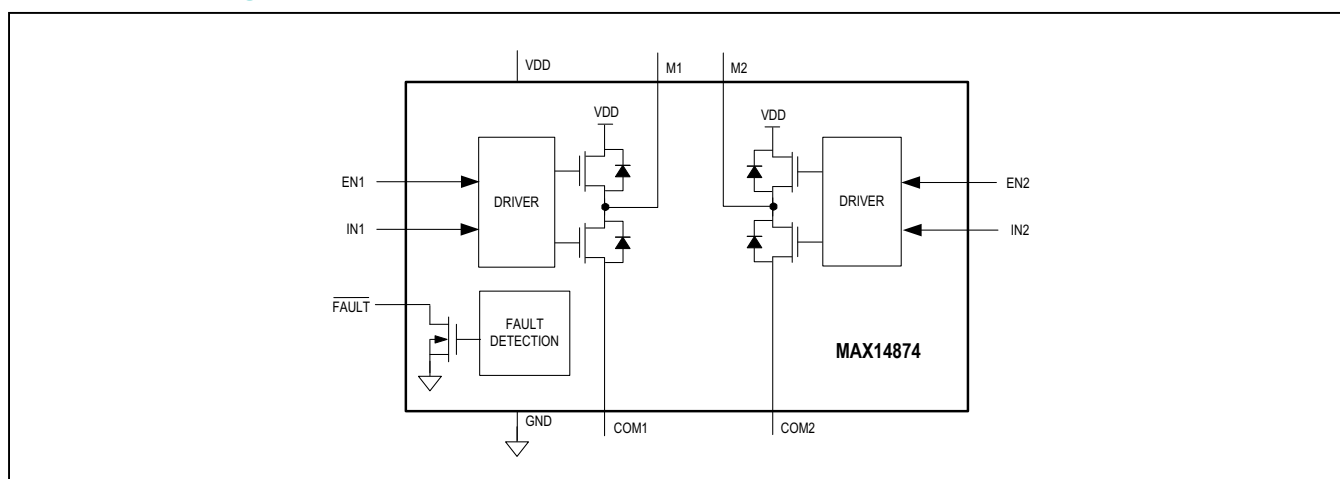 VDD
M1
M2
VDD
VDD
EN1
DRIVER
DRIVER
EN2
IN1
IN2
FAULT
FAULT
DETECTION
MAX14874
GND
COM1
COM2